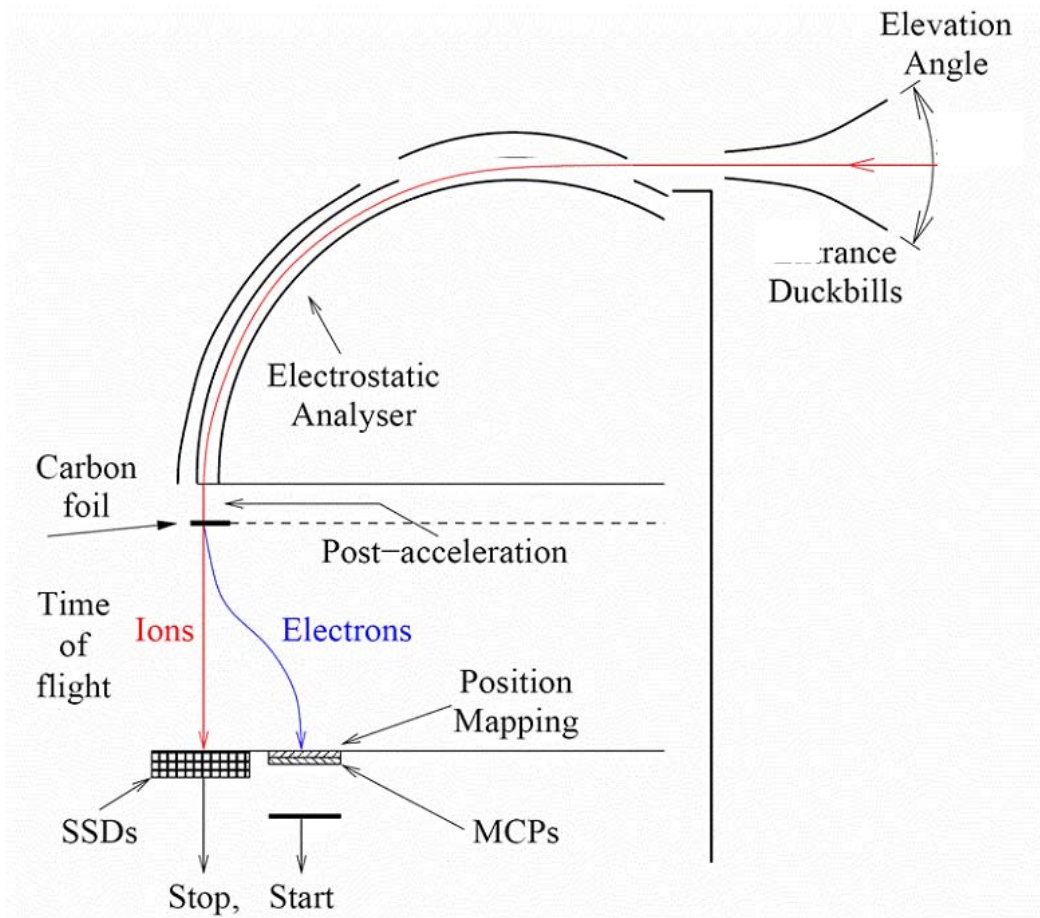 Elevation
Angle
Duckbills
Electrostatic
Analyser
Carbon
foil
Post−acceleration
Time
of
flight
Ions
Electrons
Position
Mapping
SSDs
MCPs
Stop,
Start